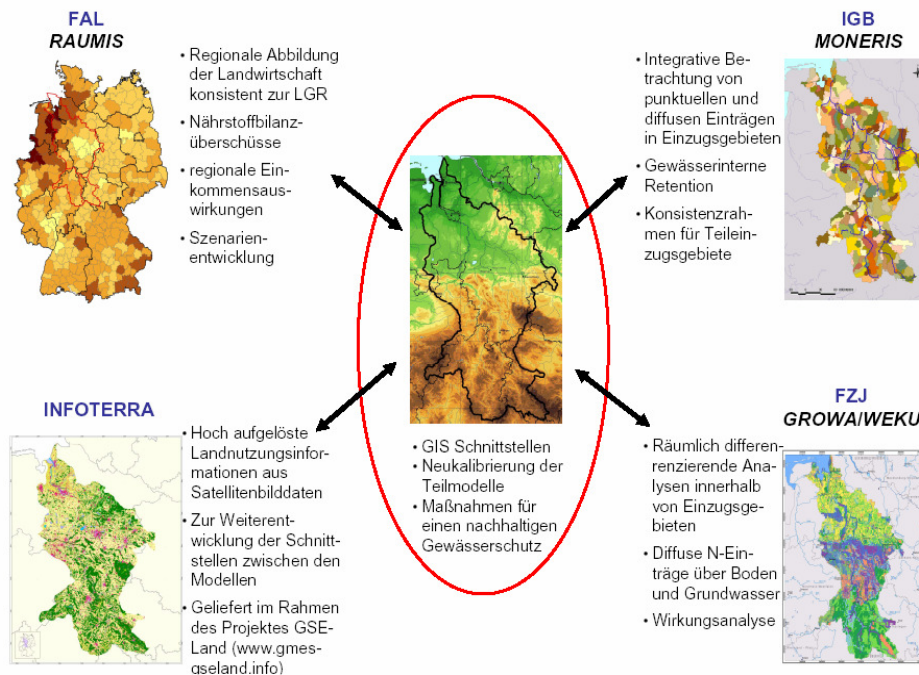 FAL
RAUMIS
• Regionale Abbildung
der Landwirtschaft
konsistent zur LGR
• Nährstoffbilanz-
überschüsse
• regionale Ein-
kommensaus-
wirkungen
• Szenarien-
entwicklung
IGB
MONERIS
• Integrative Be-
trachtung von
punktuellen und
diffusen Einträgen
in Einzugsgebieten
• Gewässerinterne
Retention
• Konsistenzrahmen
für Teilein-
zugsgebiete
• GIS Schnittstellen
• Neukalibrierung der
Teilmodelle
• Maßnahmen für
einen nachhaltigen
Gewässerschutz
INFOTERRA
• Hoch aufgelöste
Landnutzungsinfor-
mationen aus
Satellitenbilddaten
• Zur Weiterent-
wicklung der Schnitt-
stellen zwischen den
Modellen
• Geliefert im Rahmen
des Projektes GSE-
Land (www.gmes-
gseland.info)
FZJ
GROWA/WEKU
• Räumlich differen-
renzierende Ana-
lysen innerhalb
von Einzugsge-
bieten
• Diffuse N-Ein-
träge über Boden
und Grundwasser
• Wirkungsanalyse